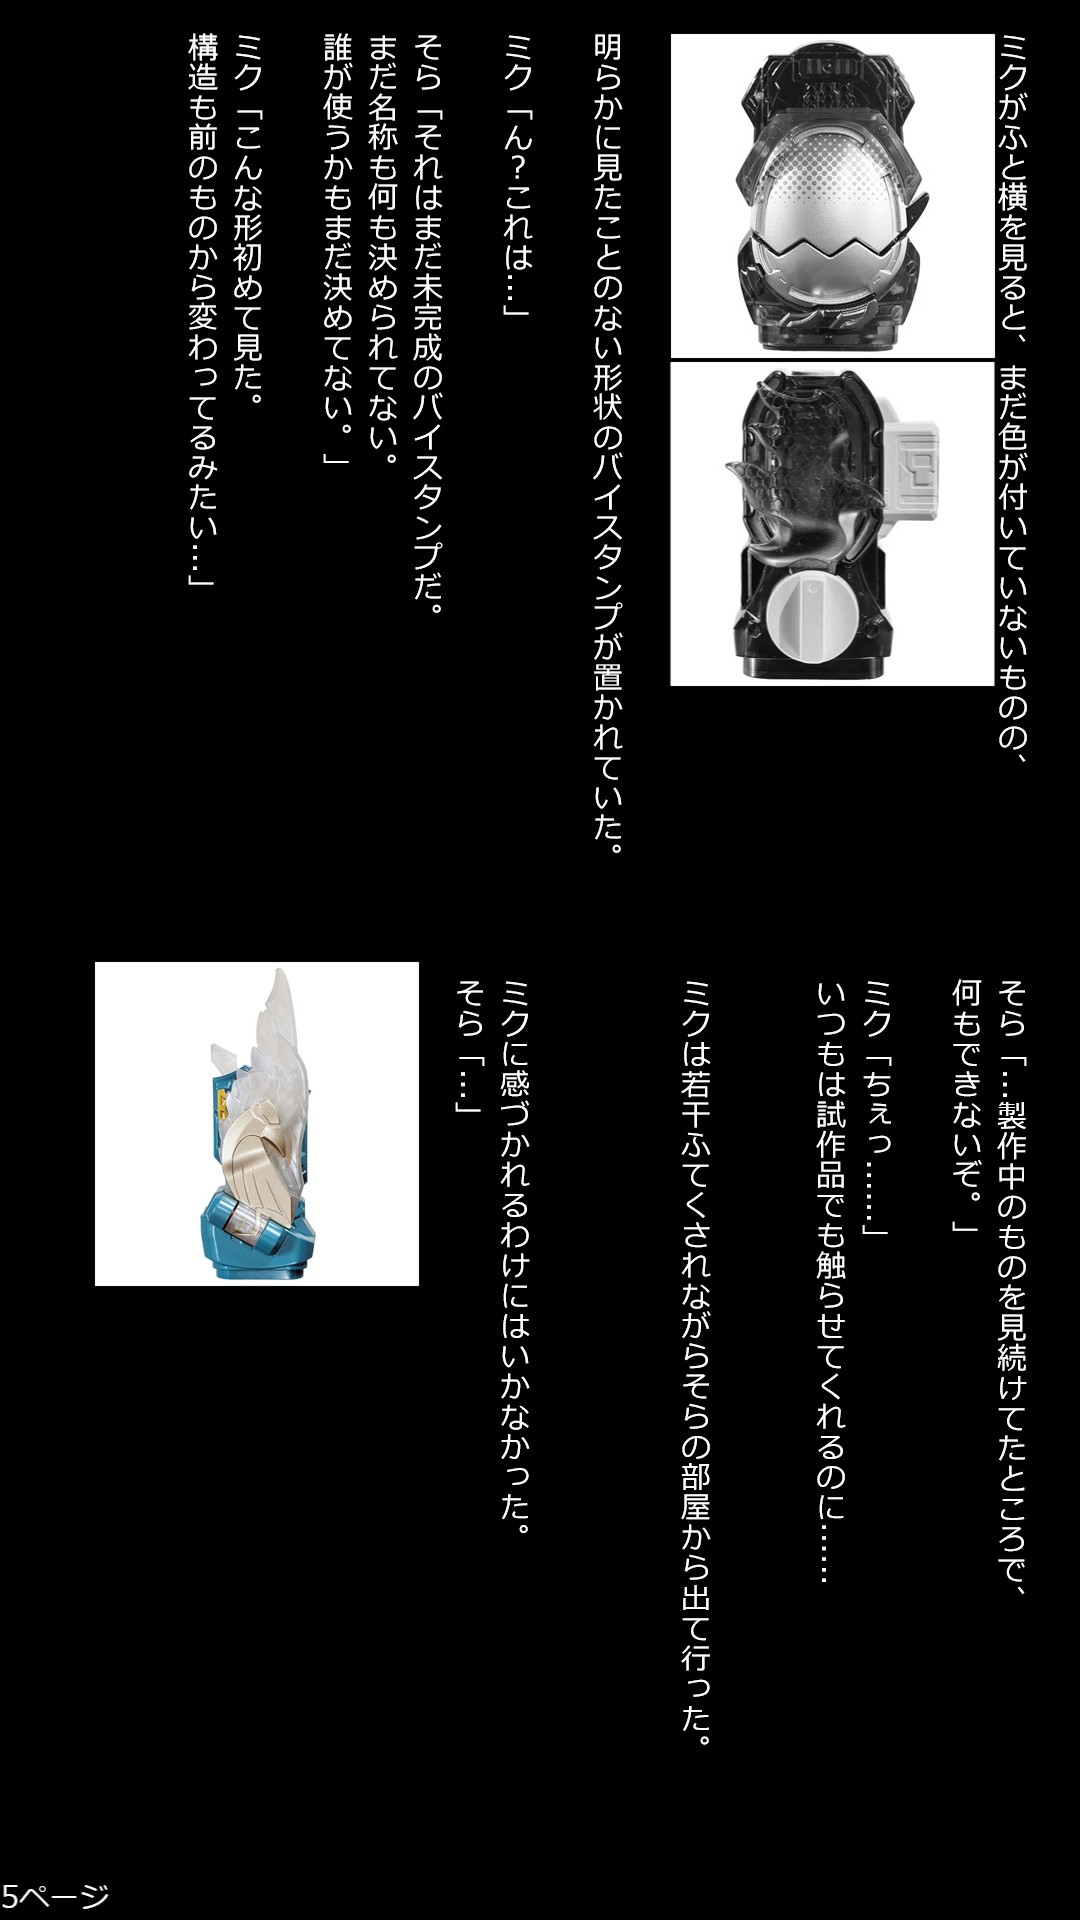 ミクがふと横を見ると、まだ色が付いていないものの、
明らかに見たことのない形状のバイスタンプが置かれていた。
ミク「ん？これは…」
そら「それはまだ未完成のバイスタンプだ。
まだ名称も何も決められてない。
誰が使うかもまだ決めてない。」
ミク「こんな形初めて見た。
構造も前のものから変わってるみたい…」
そら「…製作中のものを見続けてたところで、
何もできないぞ。」
ミク「ちぇっ……」
いつもは試作品でも触らせてくれるのに……
ミクは若干ふてくされながらそらの部屋から出て行った。
ミクに感づかれるわけにはいかなかった。
そら「…」
5ページ